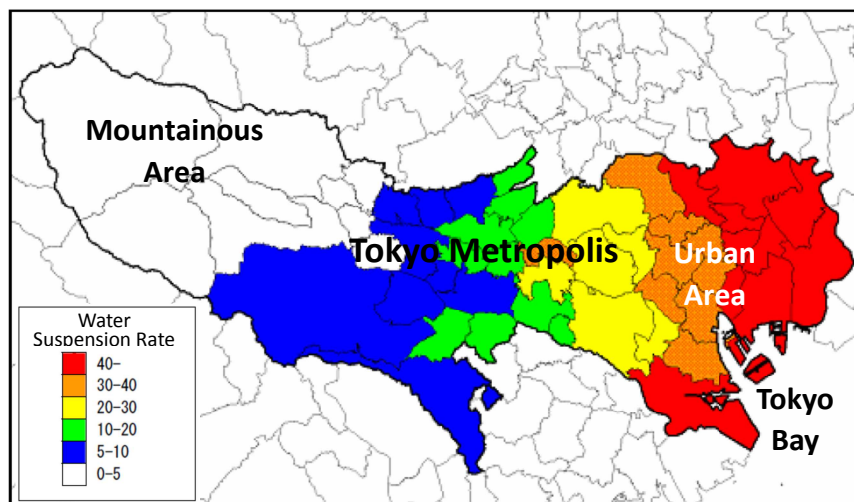 Mountainous
Area
Tokyo Metropolis
Urban
Area
Tokyo
Bay
Water
Suspension Rate
40-
30-40
20-30
10-20
5-10
0-5